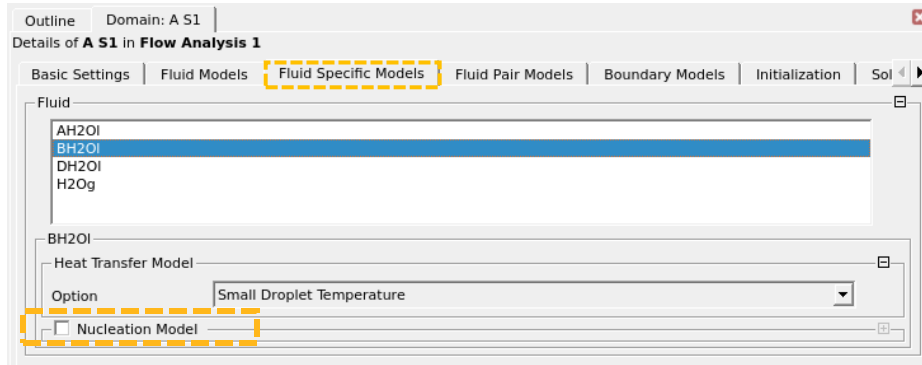 Outline Domain: A S1
Details of A S1 in Flow Analysis 1
Basic Settings Fluid Models Fluid Specific Models Fluid Pair Models Boundary Models Initialization Sol
Fluid
AH2Ol
BH2Ol
DH2Ol
H2Og
BH2Ol
Heat Transfer Model
Option Small Droplet Temperature
Nucleation Model